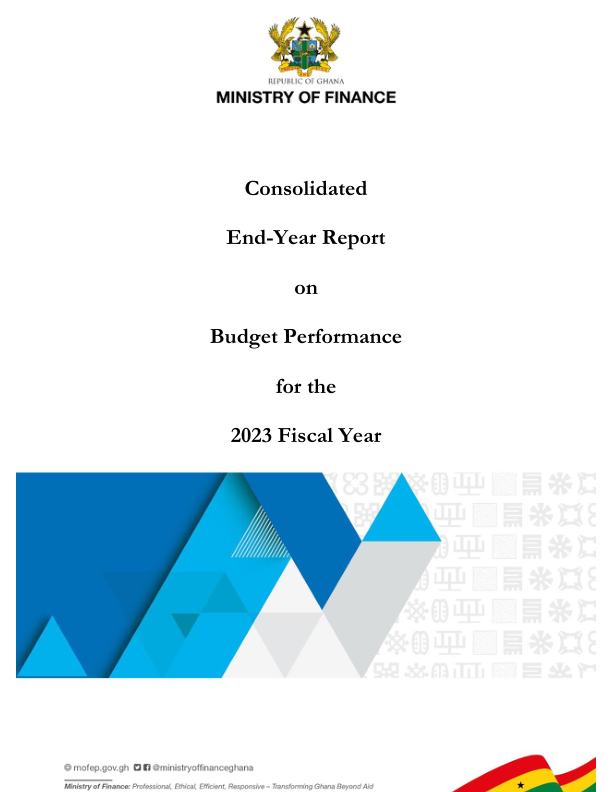 REPUBLIC OF GHANA
MINISTRY OF FINANCE
Consolidated
End-Year Report
on
Budget Performance
for the
2023 Fiscal Year
mofep.gov.gh @ministryoffinanceghana
Ministry of Finance: Professional, Ethical, Efficient, Responsive – Transforming Ghana Beyond Aid